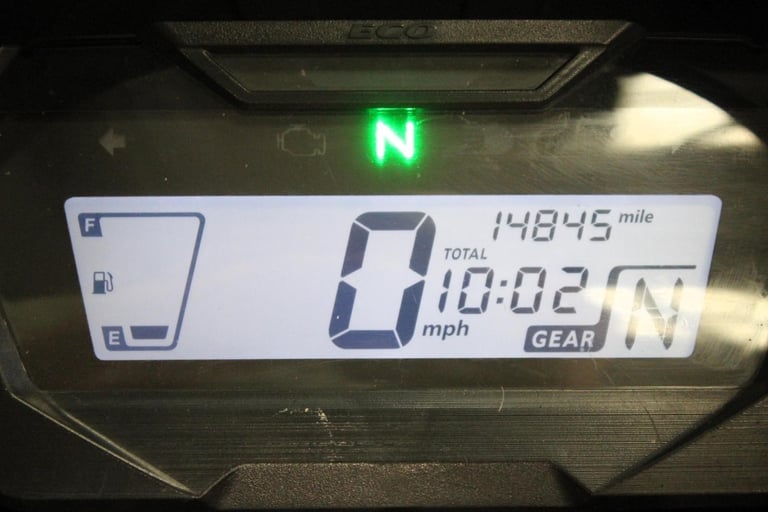 ECO
N
F
14845 mile
TOTAL
10:02
0 mph
E
GEAR N